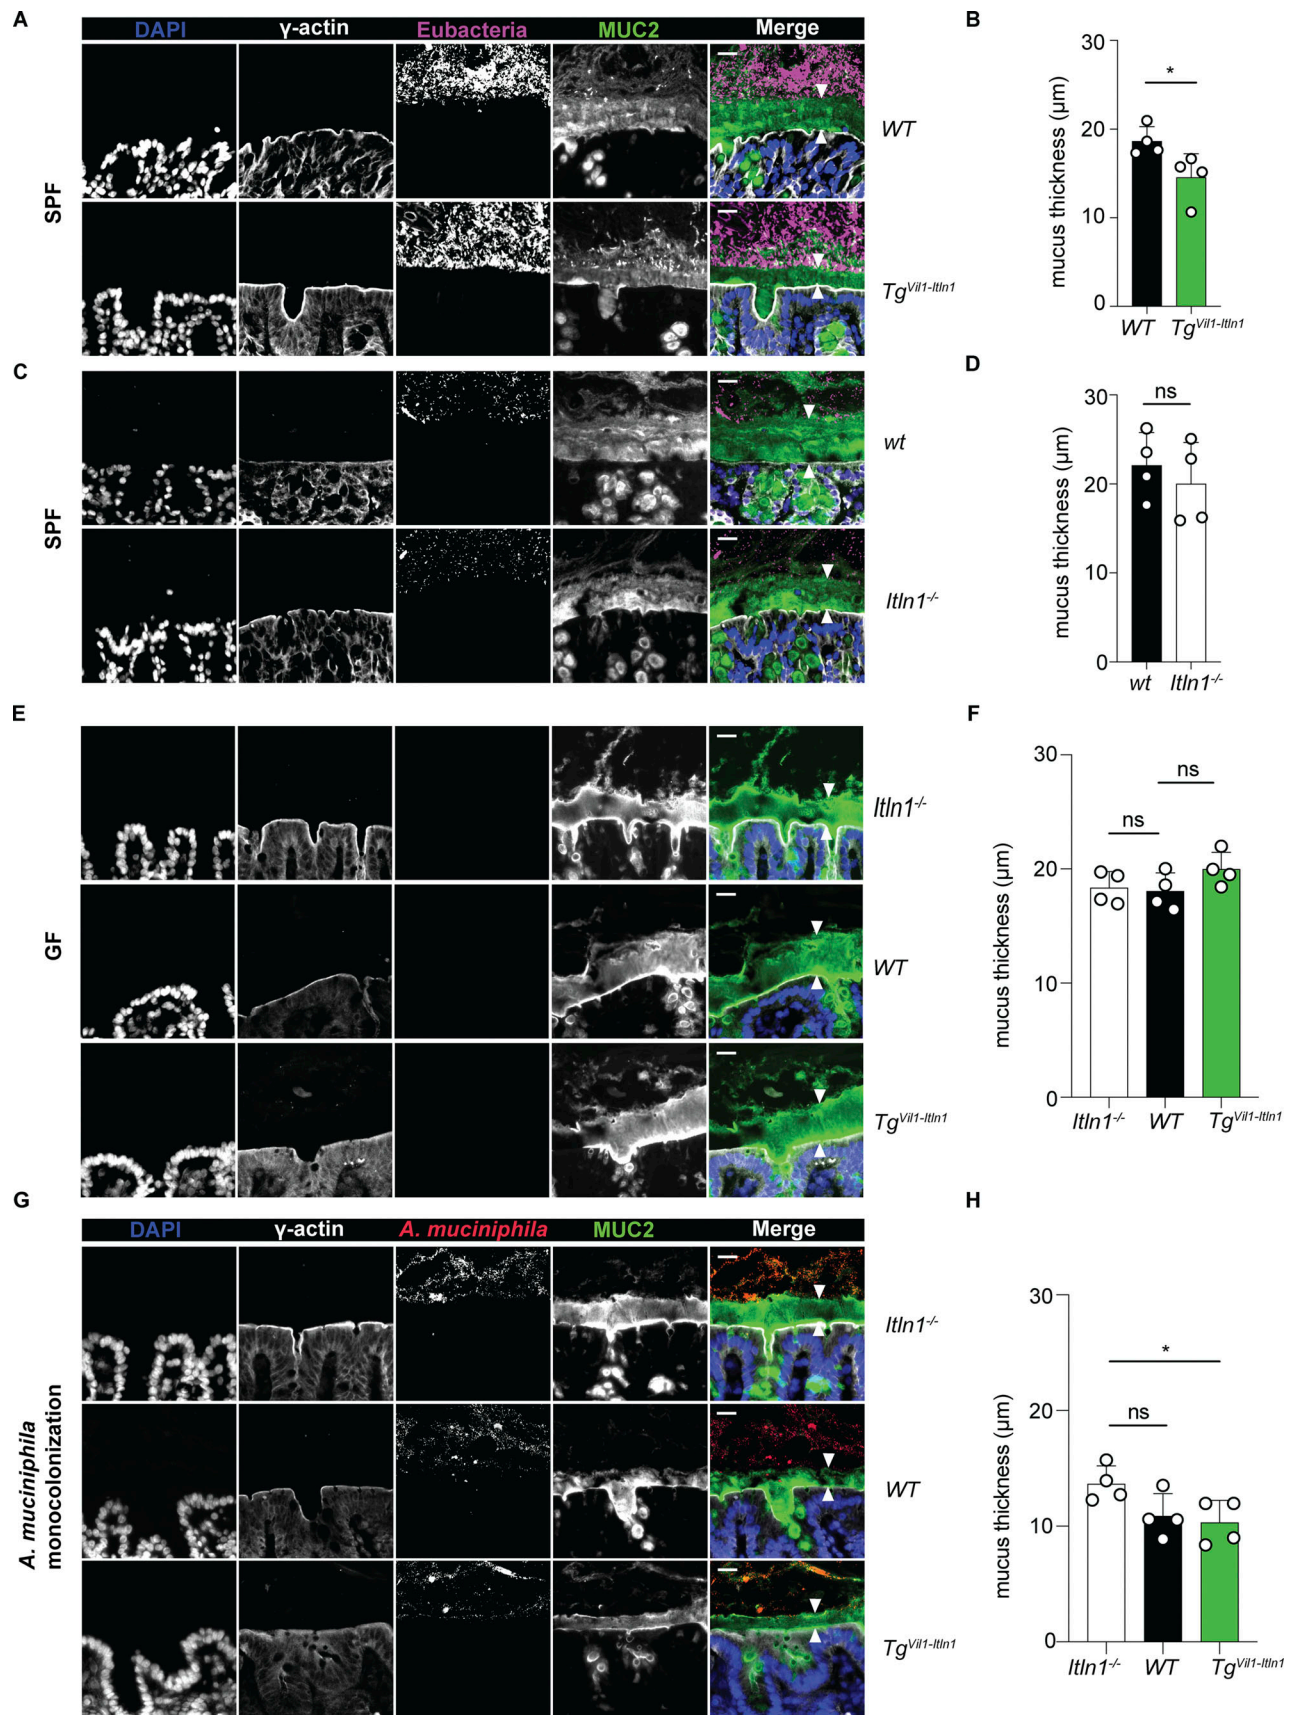 A
DAPI γ-actin Eubacteria MUC2 Merge
SPF
WT
Tg^Vil1-Itln1
B
mucus thickness (μm)
30
20
10
0
*
WT Tg^Vil1-Itln1
C
SPF
wt
Itln1^-/-
D
mucus thickness (μm)
30
20
10
0
ns
wt Itln1^-/-
E
GF
Itln1^-/-
WT
Tg^Vil1-Itln1
F
mucus thickness (μm)
30
20
10
0
ns
ns
Itln1^-/- WT Tg^Vil1-Itln1
G
DAPI γ-actin A. muciniphila MUC2 Merge
A. muciniphila
monocolonization
Itln1^-/-
WT
Tg^Vil1-Itln1
H
mucus thickness (μm)
30
20
10
0
*
ns
Itln1^-/- WT Tg^Vil1-Itln1